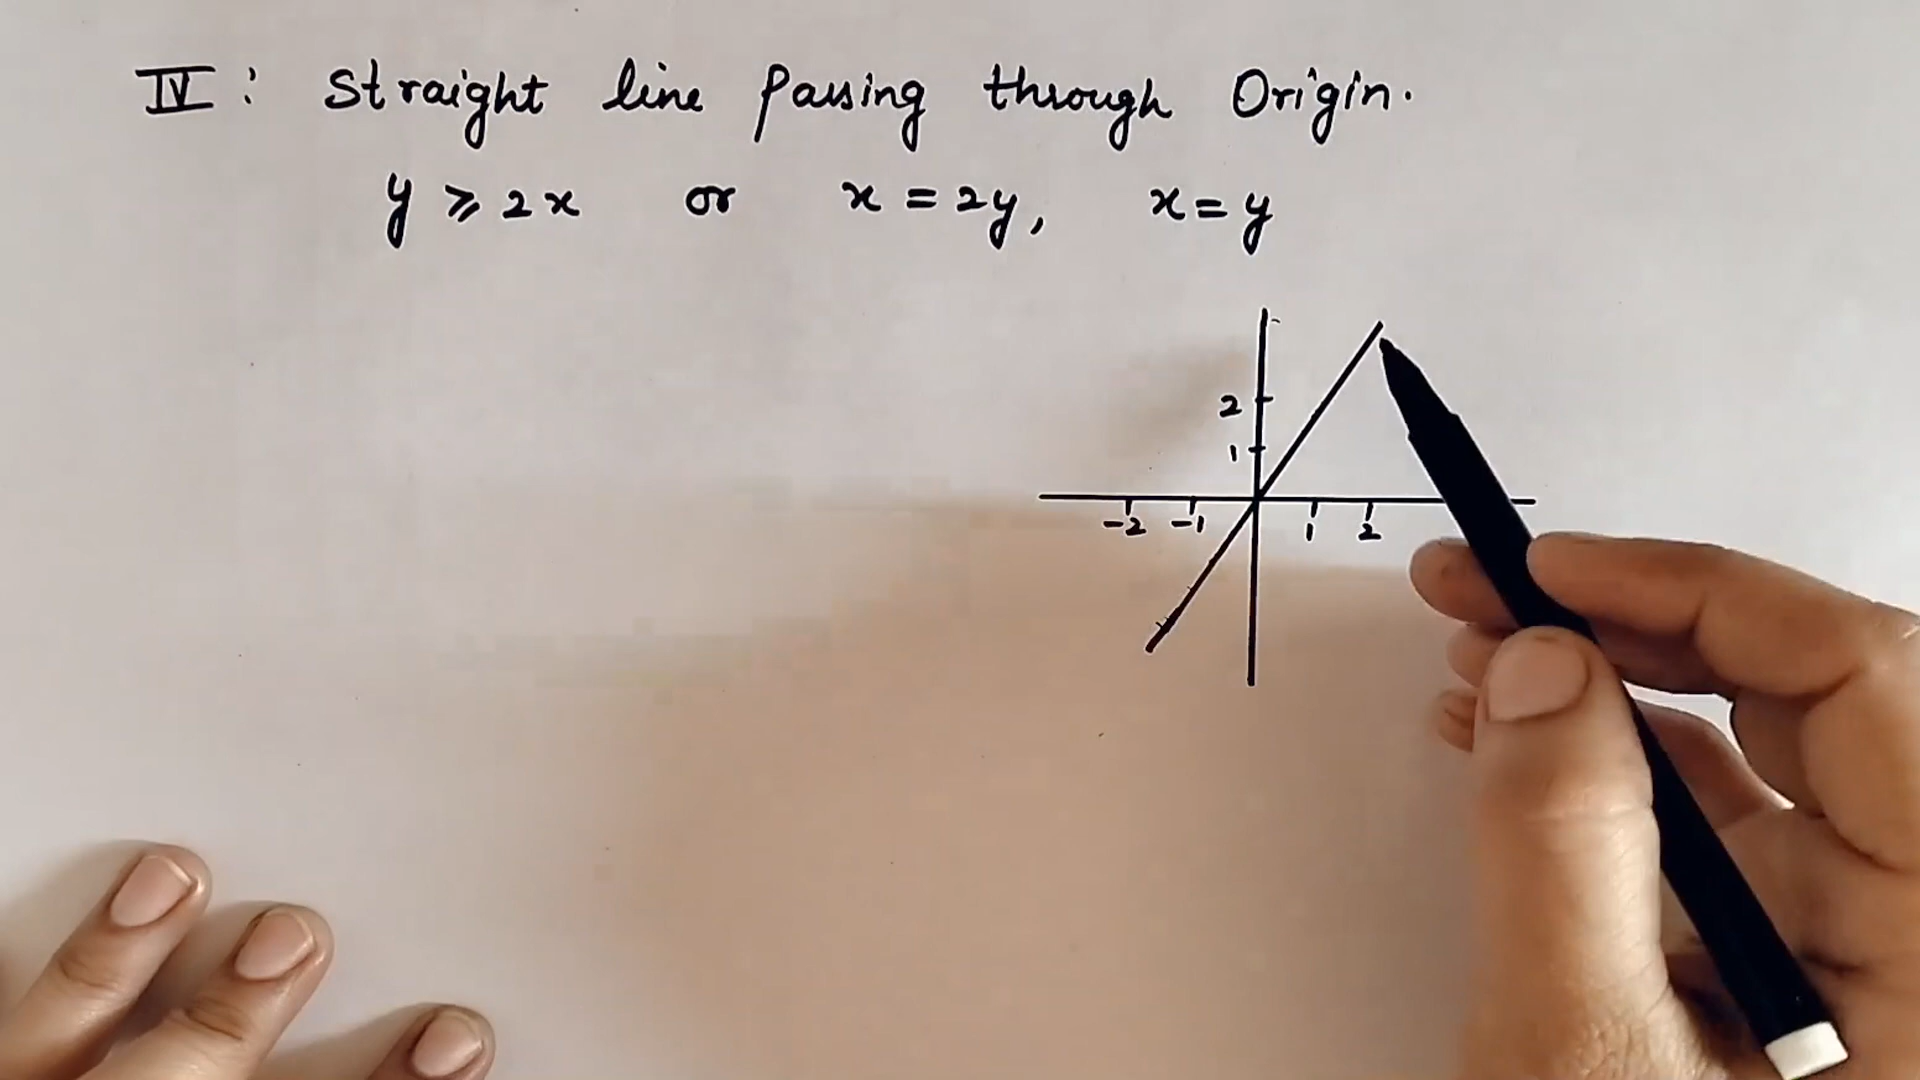 IV : Straight line passing through Origin.
y ⩾ 2x or x = 2y, x = y
2
1
-2 -1 1 2